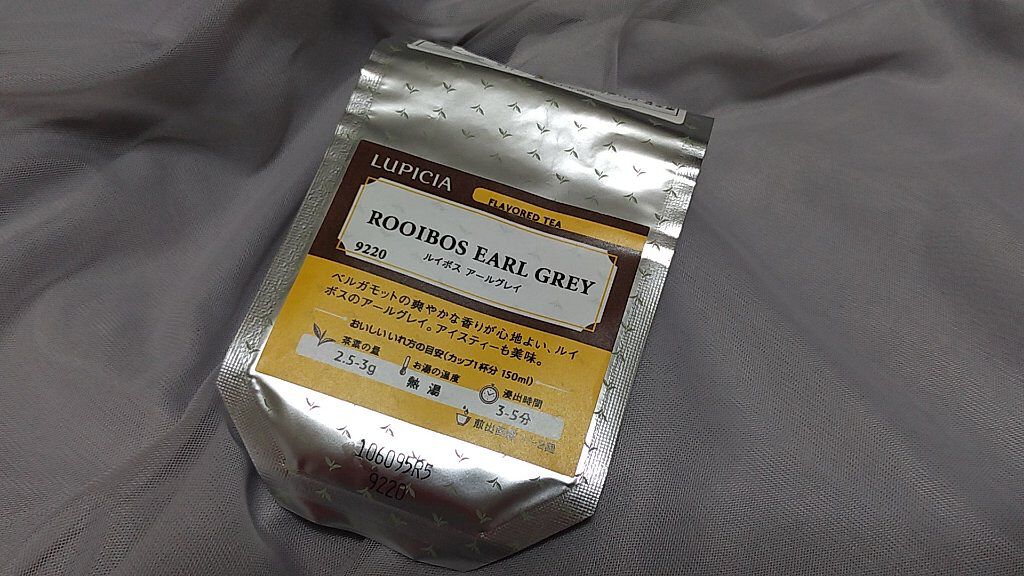 LUPICIA
FLAVORED TEA
ROOIBOS EARL GREY
9220
ルイボス アールグレイ
ベルガモットの爽やかな香りが心地よい、ルイ
ボスのアールグレイ。アイスティーも美味。
おいしいいれ方の目安(カップ1杯分 150ml)
茶葉の量
2.5-3g
お湯の温度
熱湯
浸出時間
3-5分
106095R5
9220